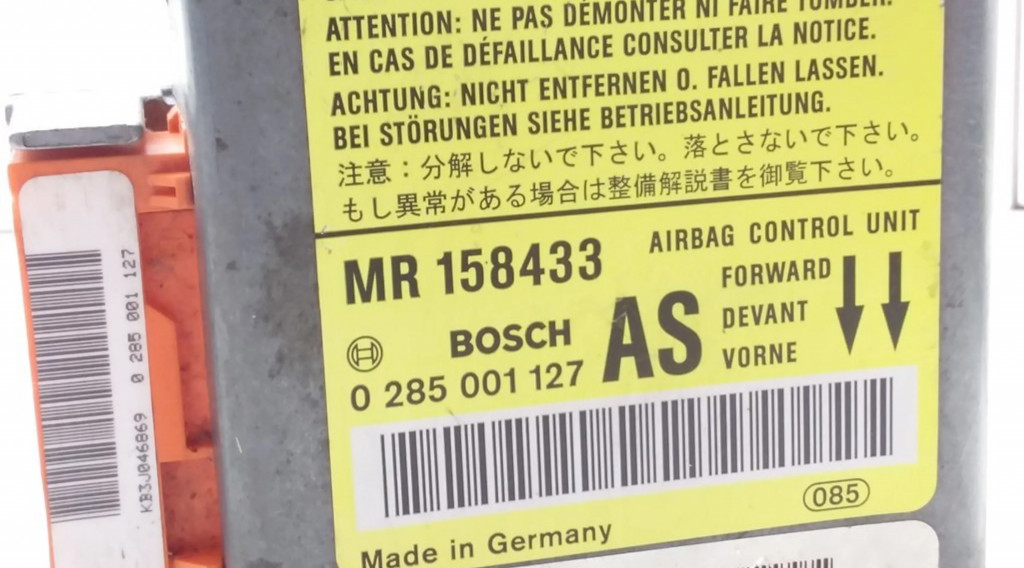 ATTENTION: NE PAS DÉMONTER NI FAIRE TOMBER.
EN CAS DE DÉFAILLANCE CONSULTER LA NOTICE.
ACHTUNG: NICHT ENTFERNEN O. FALLEN LASSEN.
BEI STÖRUNGEN SIEHE BETRIEBSANLEITUNG.
注意：分解しないで下さい。落とさないで下さい。
もし異常がある場合は整備解説書を御覧下さい。
MR 158433
AIRBAG CONTROL UNIT
FORWARD
DEVANT
VORNE
BOSCH
AS
0 285 001 127
085
Made in Germany
KB3J046869 0 285 001 127